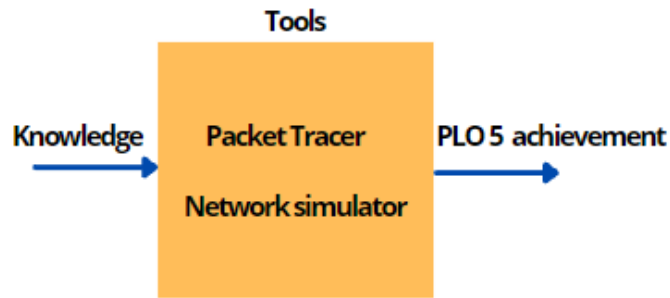 Tools
Knowledge
Packet Tracer
PLO 5 achievement
Network simulator